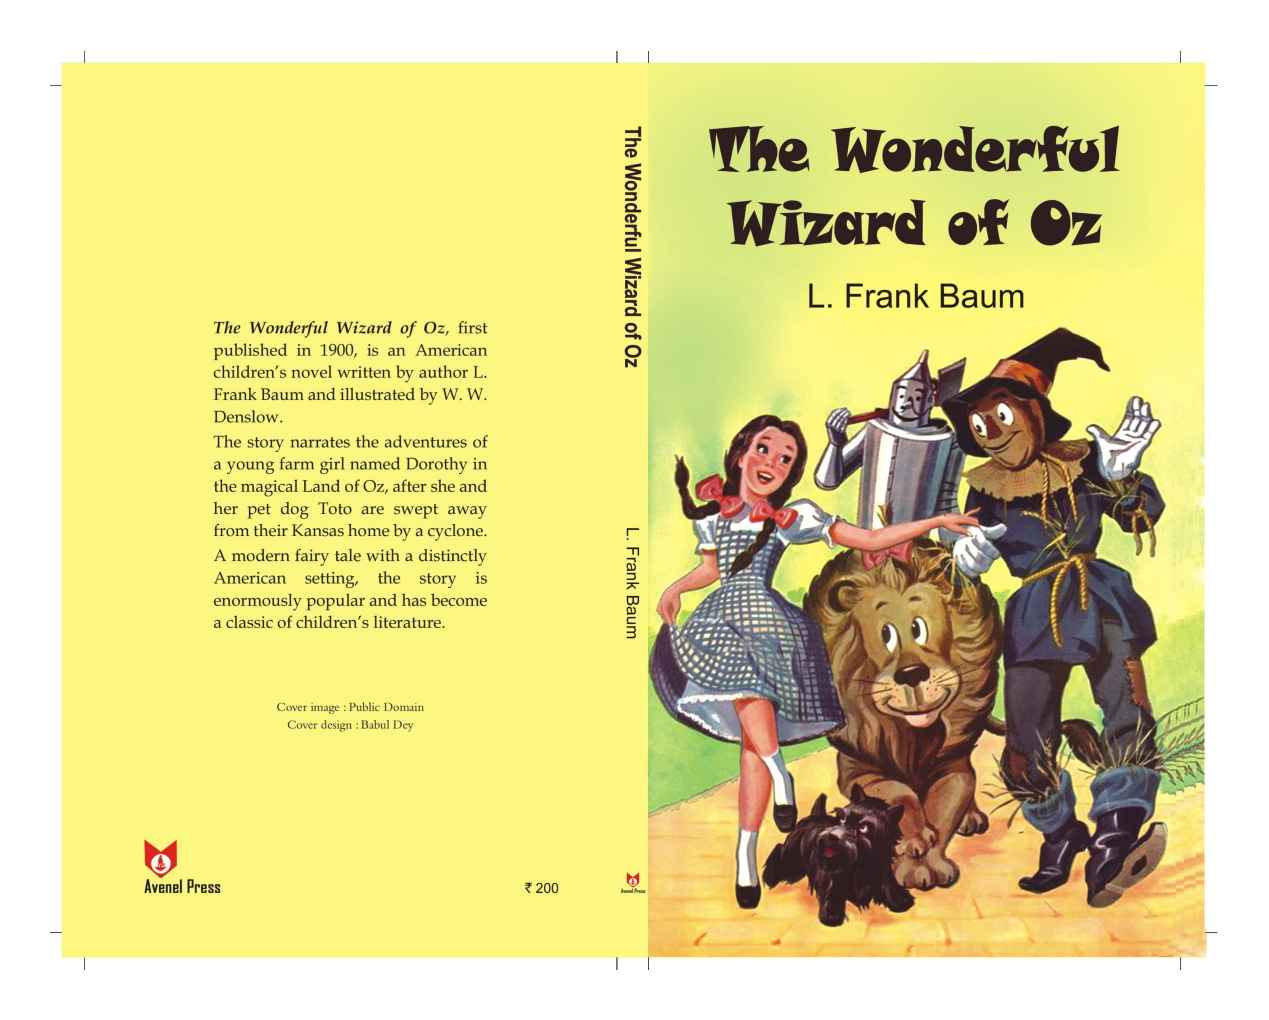 The Wonderful Wizard of Oz, first
published in 1900, is an American
children's novel written by author L.
Frank Baum and illustrated by W. W.
Denslow.
The story narrates the adventures of
a young farm girl named Dorothy in
the magical Land of Oz, after she and
her pet dog Toto are swept away
from their Kansas home by a cyclone.
A modern fairy tale with a distinctly
American setting, the story is
enormously popular and has become
a classic of children's literature.
Cover image : Public Domain
Cover design : Babul Dey
Avenel Press
₹ 200
The Wonderful Wizard of Oz
L. Frank Baum
Avenel Press
The Wonderful
Wizard of Oz
L. Frank Baum